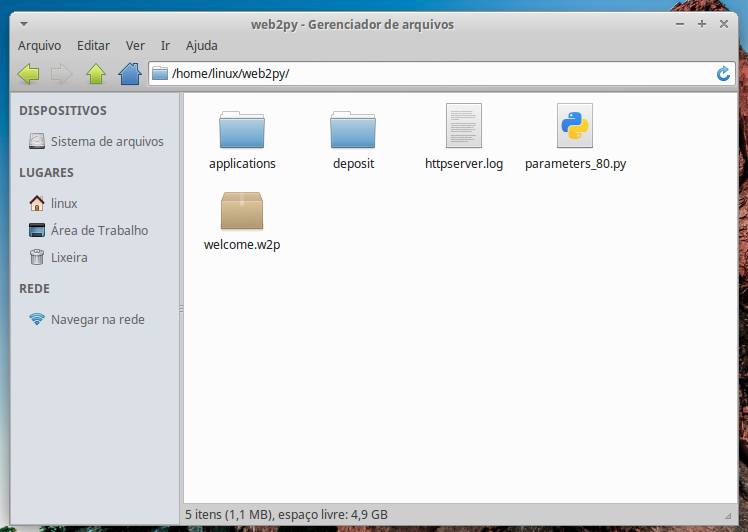 web2py - Gerenciador de arquivos
Arquivo Editar Ver Ir Ajuda
/home/linux/web2py/
DISPOSITIVOS
Sistema de arquivos
LUGARES
linux
Área de Trabalho
Lixeira
REDE
Navegar na rede
applications deposit httpserver.log parameters_80.py
welcome.w2p
5 itens (1,1 MB), espaço livre: 4,9 GB